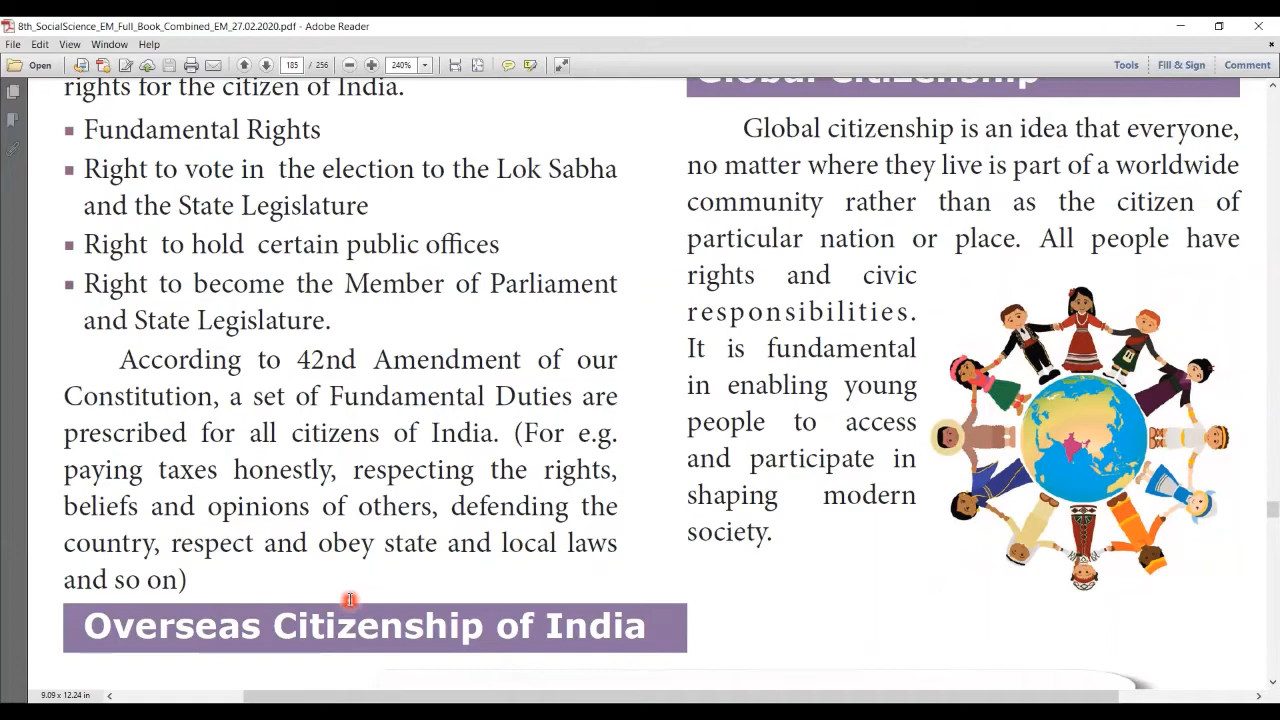 8th_SocialScience_EM_Full_Book_Combined_EM_27.02.2020.pdf - Adobe Reader
File Edit View Window Help
Open 185 / 256 240% Tools Fill & Sign Comment
rights for the citizen of India.
▪ Fundamental Rights
▪ Right to vote in the election to the Lok Sabha
and the State Legislature
▪ Right to hold certain public offices
▪ Right to become the Member of Parliament
and State Legislature.
According to 42nd Amendment of our
Constitution, a set of Fundamental Duties are
prescribed for all citizens of India. (For e.g.
paying taxes honestly, respecting the rights,
beliefs and opinions of others, defending the
country, respect and obey state and local laws
and so on)
Overseas Citizenship of India
Global Citizenship
Global citizenship is an idea that everyone,
no matter where they live is part of a worldwide
community rather than as the citizen of
particular nation or place. All people have
rights and civic
responsibilities.
It is fundamental
in enabling young
people to access
and participate in
shaping modern
society.
9.09 x 12.24 in